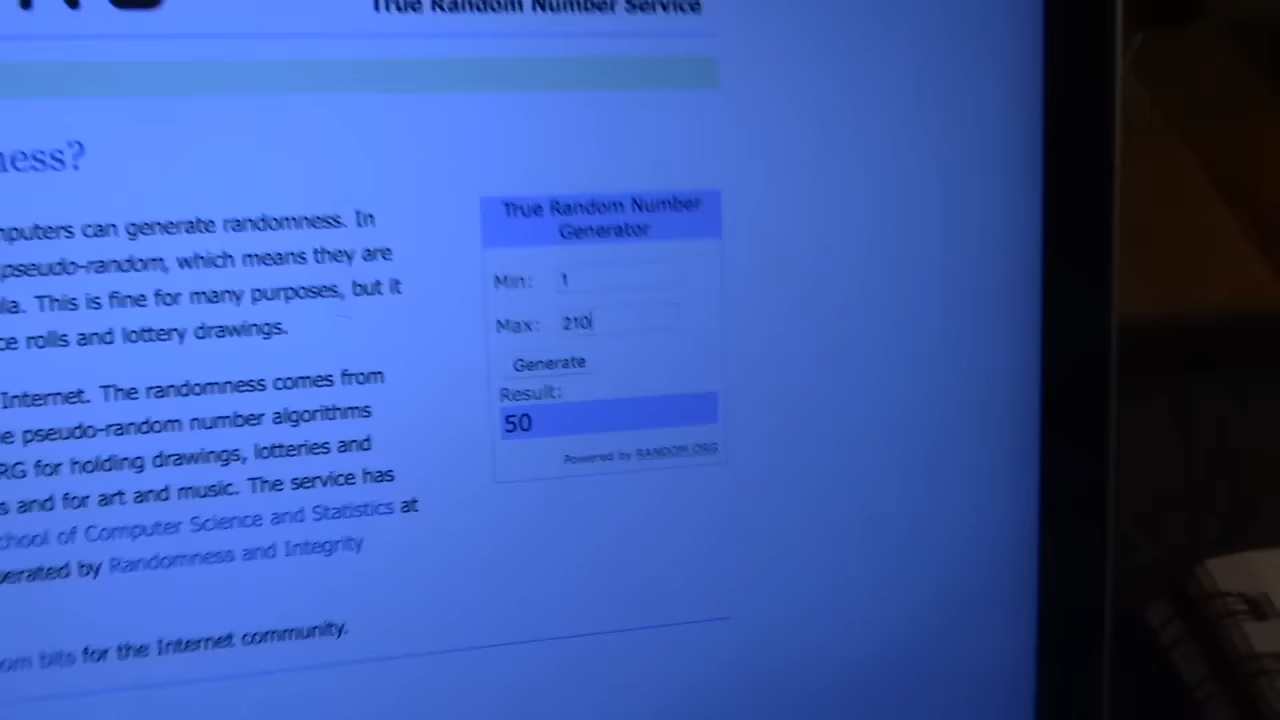 True Random Number Service
ness?
mputers can generate randomness. In
pseudo-random, which means they are
la. This is fine for many purposes, but it
ce rolls and lottery drawings.
Internet. The randomness comes from
e pseudo-random number algorithms
RG for holding drawings, lotteries and
s and for art and music. The service has
chool of Computer Science and Statistics at
perated by Randomness and Integrity
om bits for the Internet community.
True Random Number
Generator
Min: 1
Max: 210
Generate
Result:
50
Powered by RANDOM.ORG